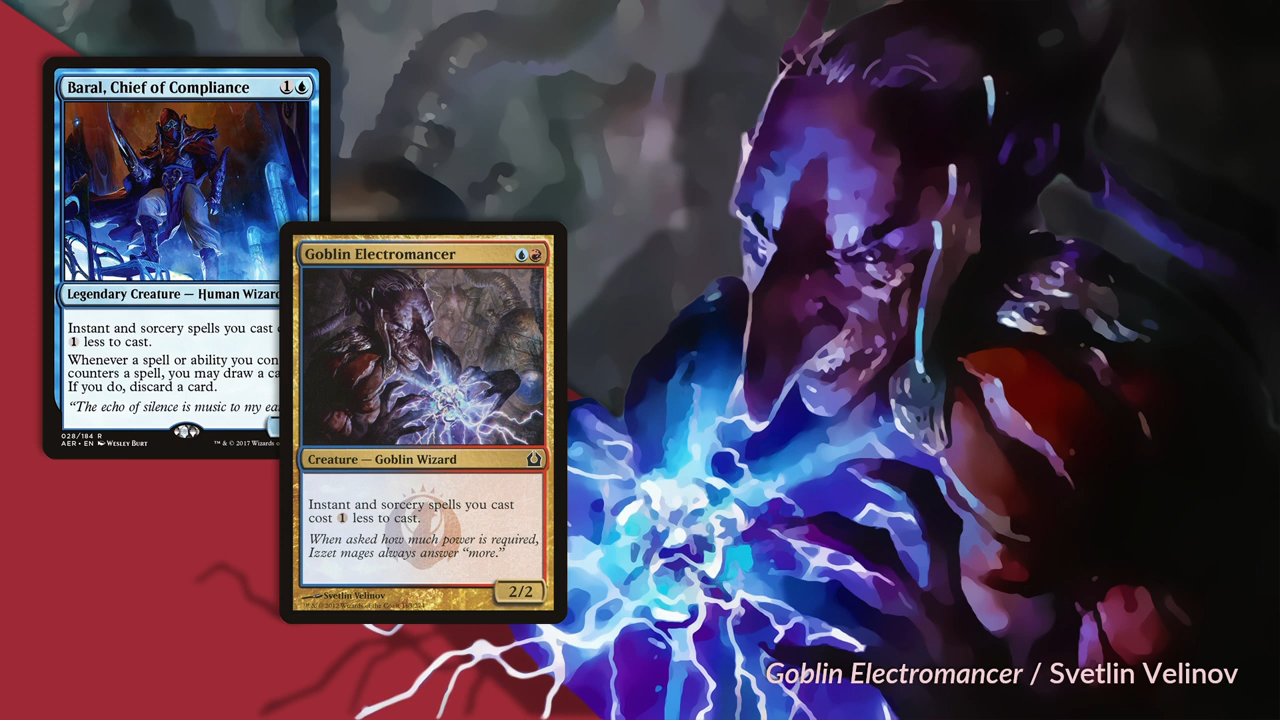 Baral, Chief of Compliance 1
Legendary Creature — Human Wizard
Instant and sorcery spells you cast
1 less to cast.
Whenever a spell or ability you con
counters a spell, you may draw a ca
If you do, discard a card.
“The echo of silence is music to my ea
028/184 R
AER • EN Wesley Burt
™ & © 2017 Wizards
Goblin Electromancer
Creature — Goblin Wizard
Instant and sorcery spells you cast
cost 1 less to cast.
When asked how much power is required,
Izzet mages always answer “more.”
2/2
Svetlin Velinov
Goblin Electromancer / Svetlin Velinov